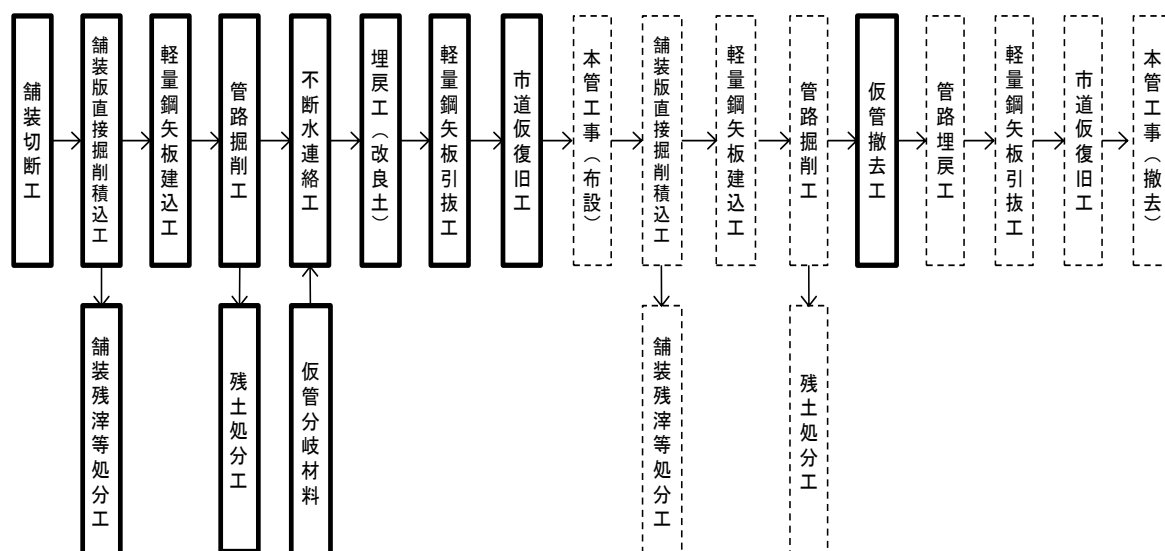 舗装切断工
舗装版直接掘削積込工
軽量鋼矢板建込工
管路掘削工
不断水連絡工
埋戻工（改良土）
軽量鋼矢板引抜工
市道仮復旧工
本管工事（布設）
舗装版直接掘削積込工
軽量鋼矢板建込工
管路掘削工
仮管撤去工
管路埋戻工
軽量鋼矢板引抜工
市道仮復旧工
本管工事（撤去）
舗装残滓等処分工
残土処分工
仮管分岐材料
舗装残滓等処分工
残土処分工